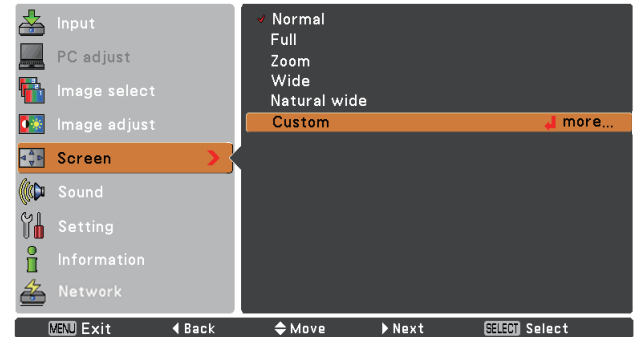 Input
PC adjust
Image select
Image adjust
Screen
Sound
Setting
Information
Network
Normal
Full
Zoom
Wide
Natural wide
Custom more...
MENU Exit Back Move Next SELECT Select